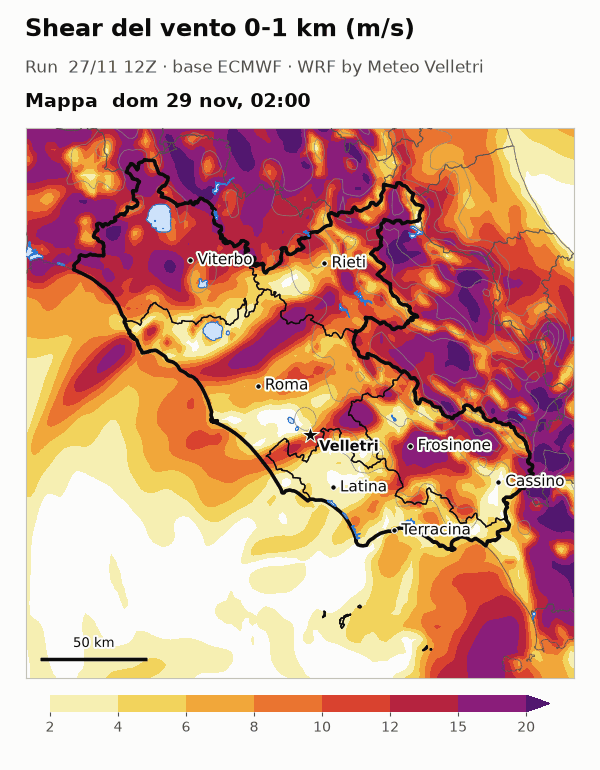 Shear del vento 0-1 km (m/s)
Run 27/11 12Z · base ECMWF · WRF by Meteo Velletri
Mappa dom 29 nov, 02:00
Viterbo
Rieti
Roma
Velletri
Frosinone
Latina
Cassino
Terracina
50 km
2 4 6 8 10 12 15 20